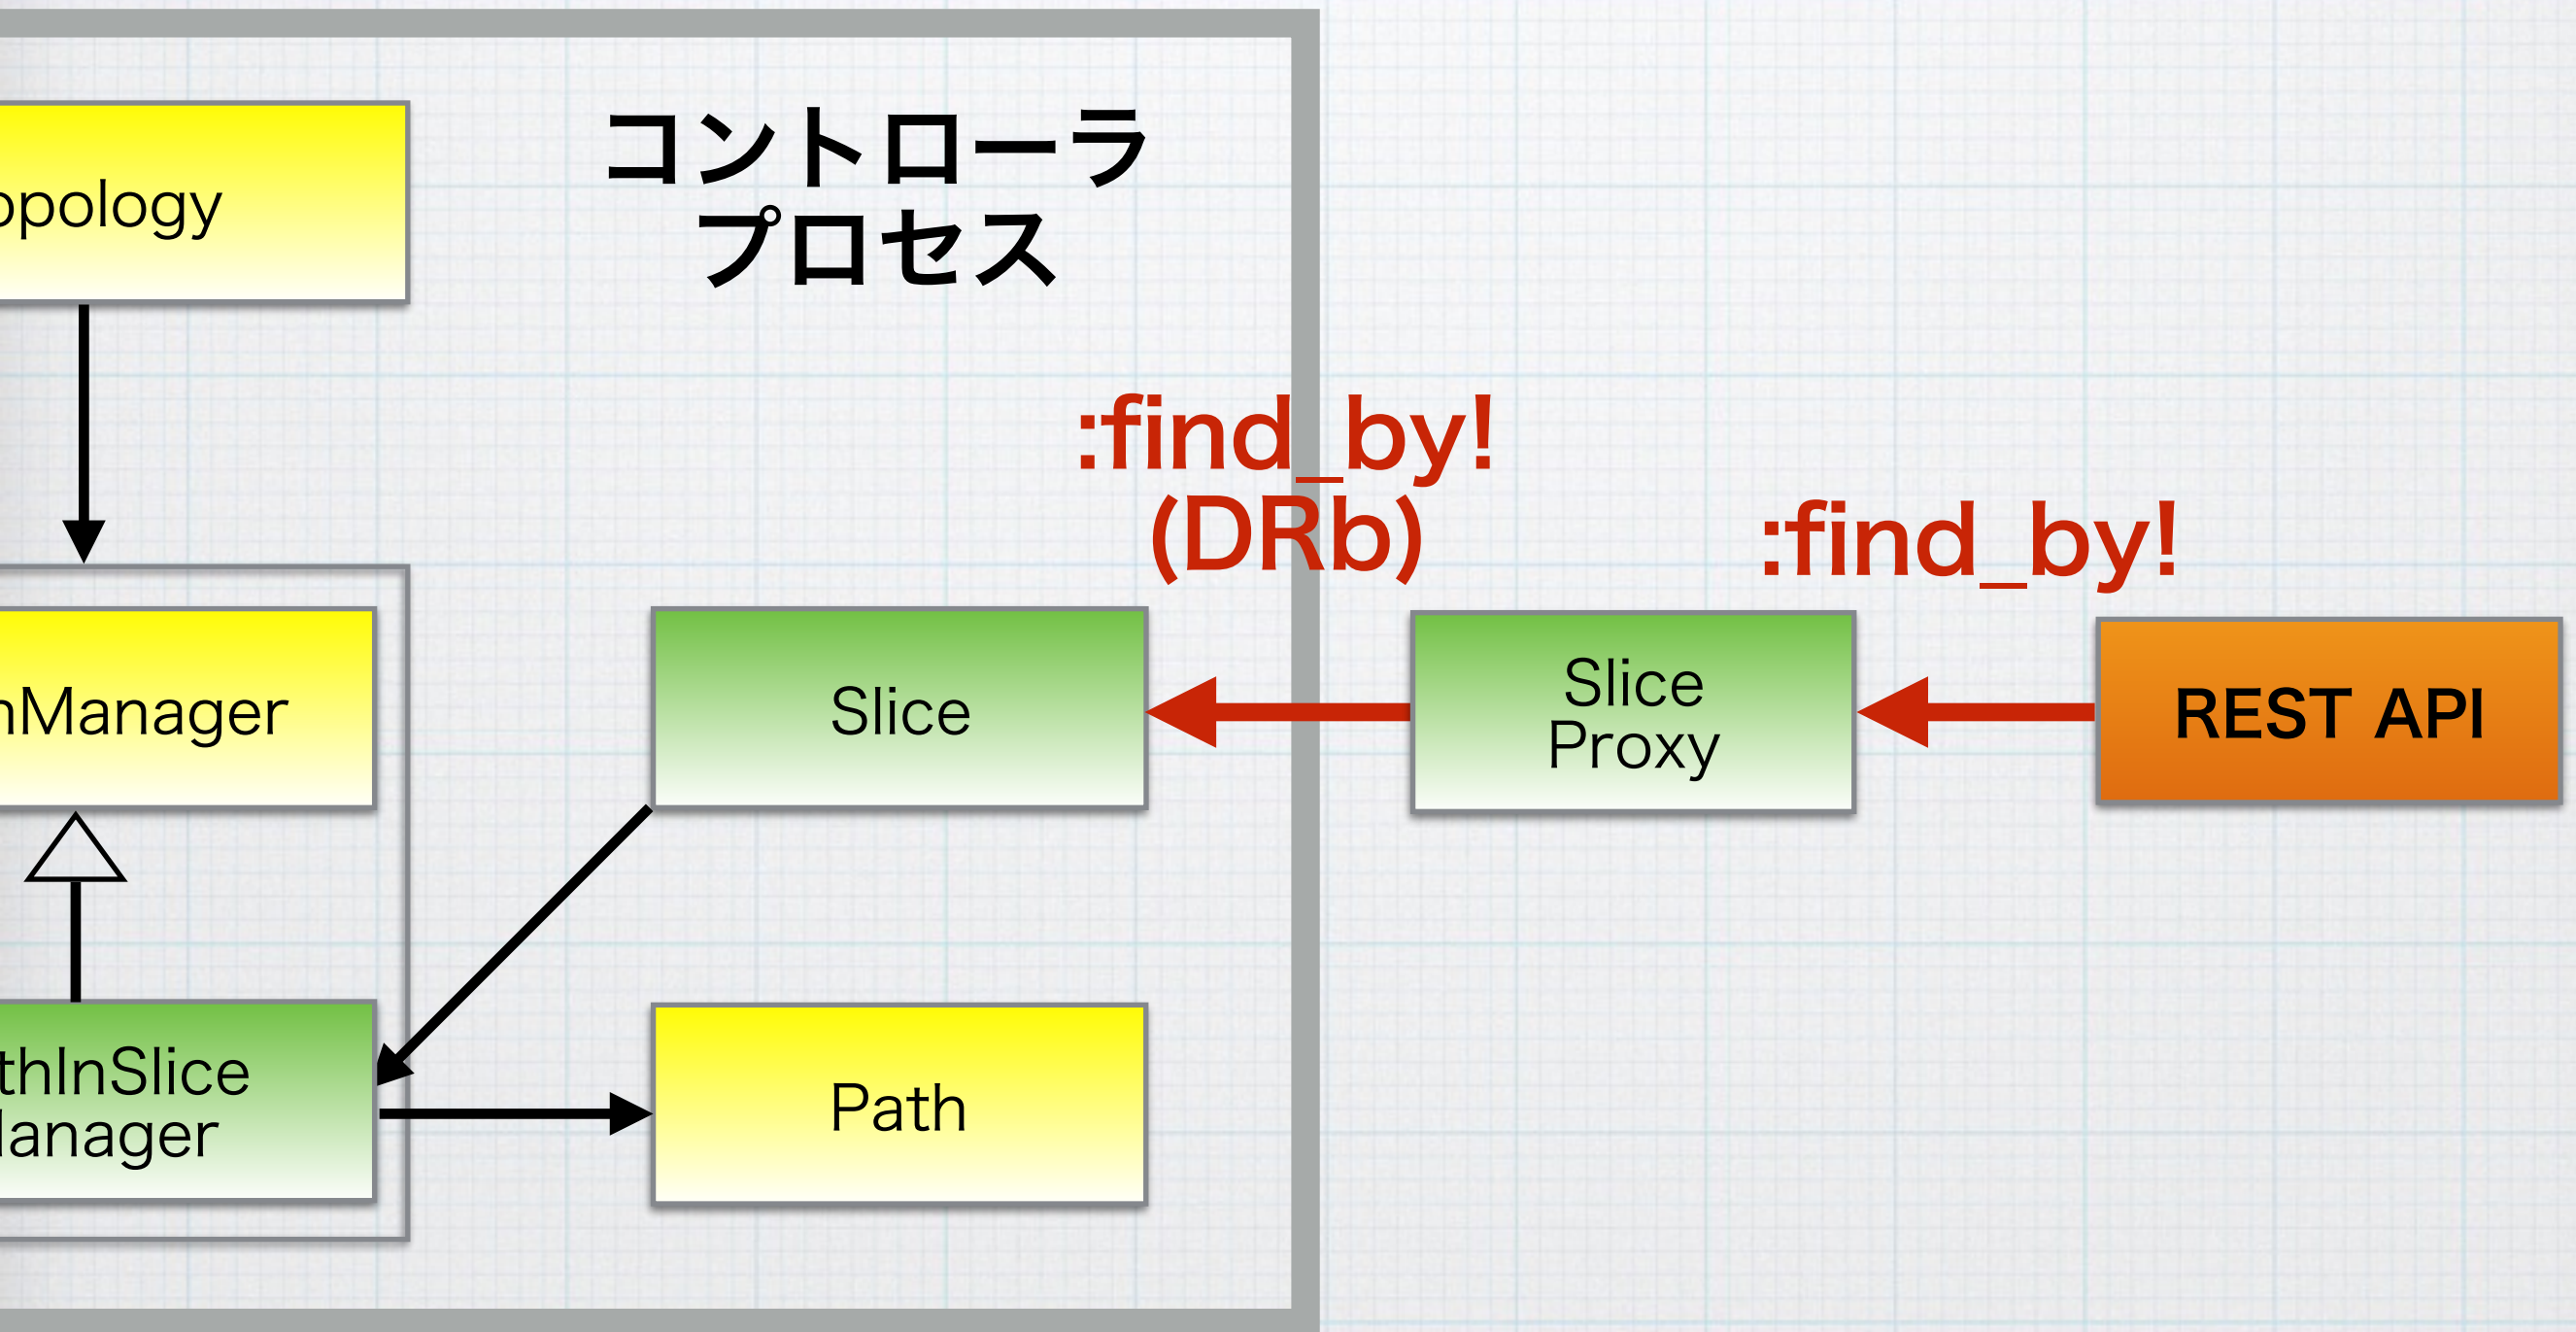 コントローラ
プロセス
opology
:find_by!
(DRb)
:find_by!
nManager
Slice
Slice
Proxy
REST API
thInSlice
anager
Path